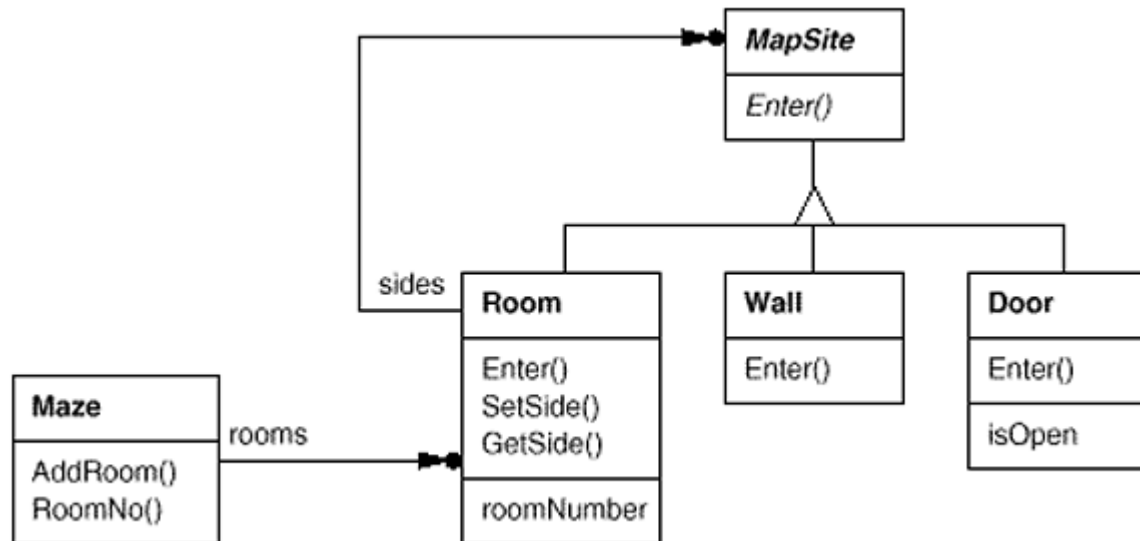 MapSite
Enter()
sides
Room
Enter()
SetSide()
GetSide()
roomNumber
Wall
Enter()
Door
Enter()
isOpen
Maze
AddRoom()
RoomNo()
rooms